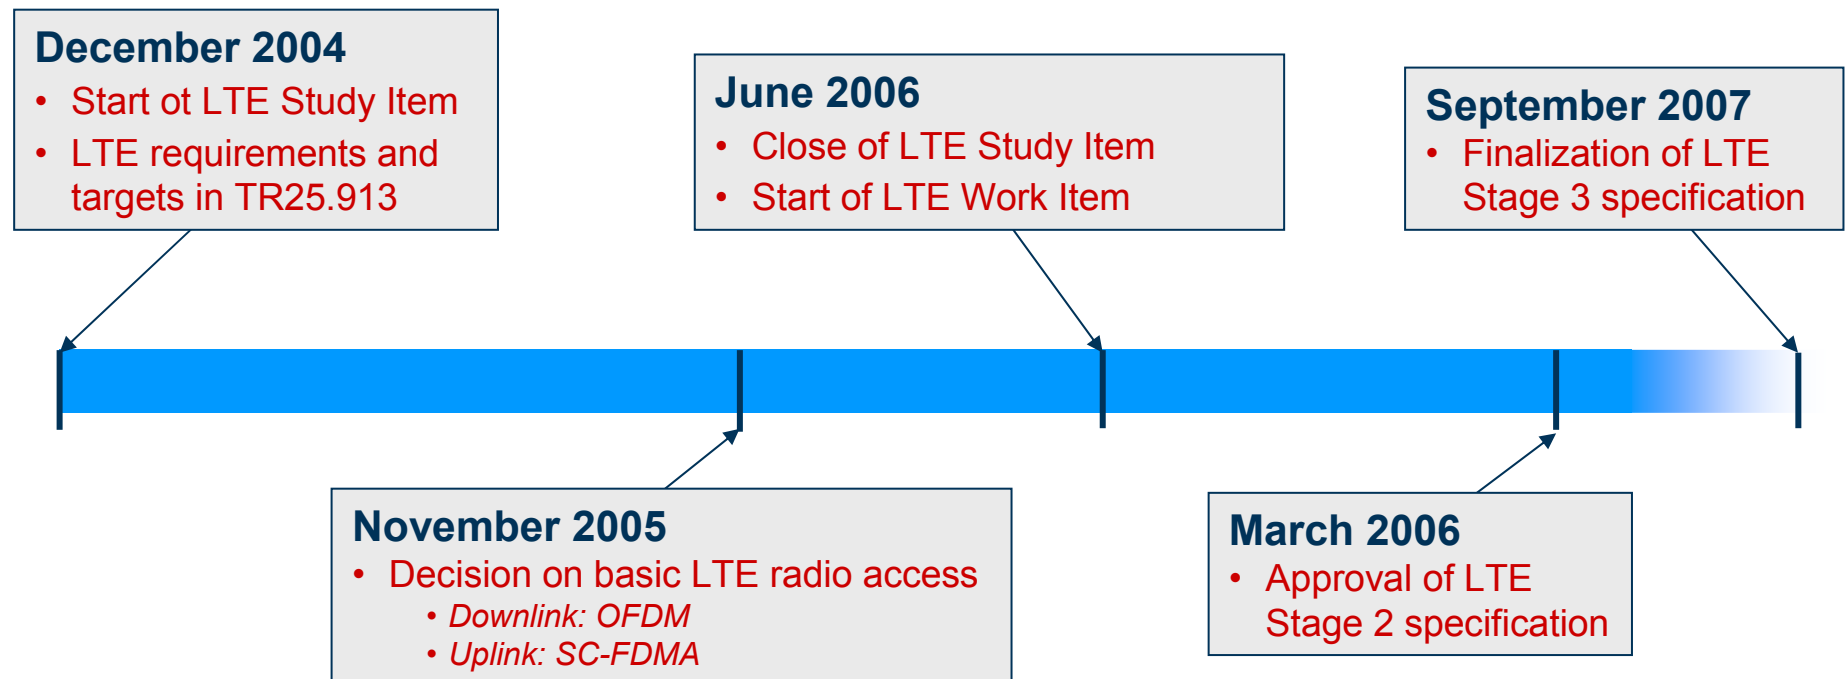 December 2004
• Start ot LTE Study Item
• LTE requirements and
targets in TR25.913
June 2006
• Close of LTE Study Item
• Start of LTE Work Item
September 2007
• Finalization of LTE
Stage 3 specification
November 2005
• Decision on basic LTE radio access
• Downlink: OFDM
• Uplink: SC-FDMA
March 2006
• Approval of LTE
Stage 2 specification